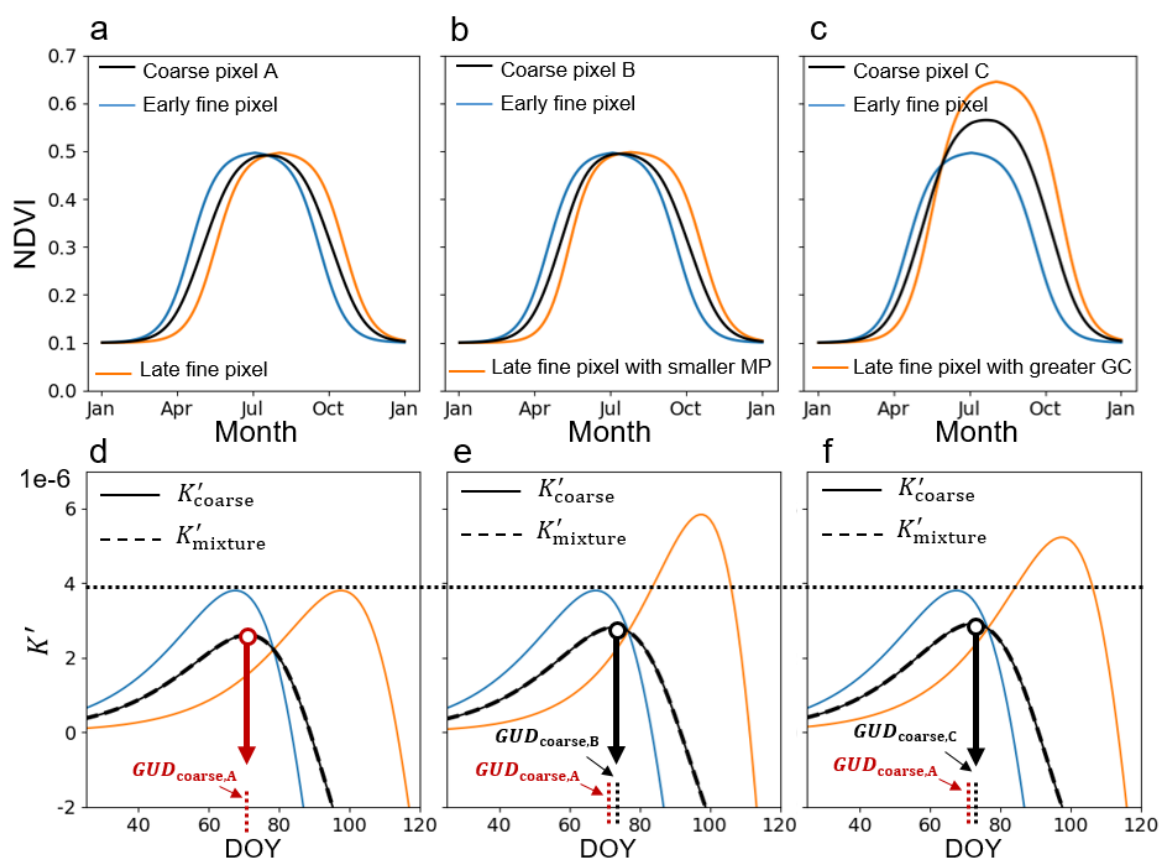 a
b
c
0.7
0.6
0.5
0.4
0.3
0.2
0.1
0.0
NDVI
Coarse pixel A
Early fine pixel
Late fine pixel
Coarse pixel B
Early fine pixel
Late fine pixel with smaller MP
Coarse pixel C
Early fine pixel
Late fine pixel with greater GC
Jan Apr Jul Oct Jan
Jan Apr Jul Oct Jan
Jan Apr Jul Oct Jan
Month
Month
Month
d
e
f
1e-6
6
4
2
0
-2
K′
K′coarse
K′mixture
GUDcoarse,A
K′coarse
K′mixture
GUDcoarse,B
GUDcoarse,A
K′coarse
K′mixture
GUDcoarse,C
GUDcoarse,A
40 60 80 100 120
40 60 80 100 120
40 60 80 100 120
DOY
DOY
DOY